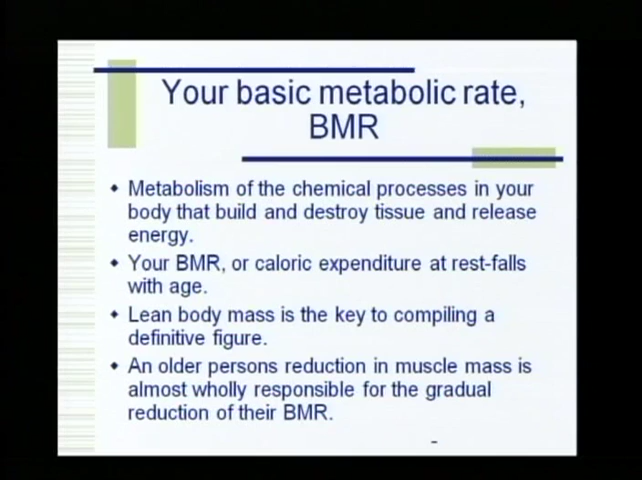 Your basic metabolic rate,
BMR
Metabolism of the chemical processes in your
body that build and destroy tissue and release
energy.
Your BMR, or caloric expenditure at rest-falls
with age.
Lean body mass is the key to compiling a
definitive figure.
An older persons reduction in muscle mass is
almost wholly responsible for the gradual
reduction of their BMR.